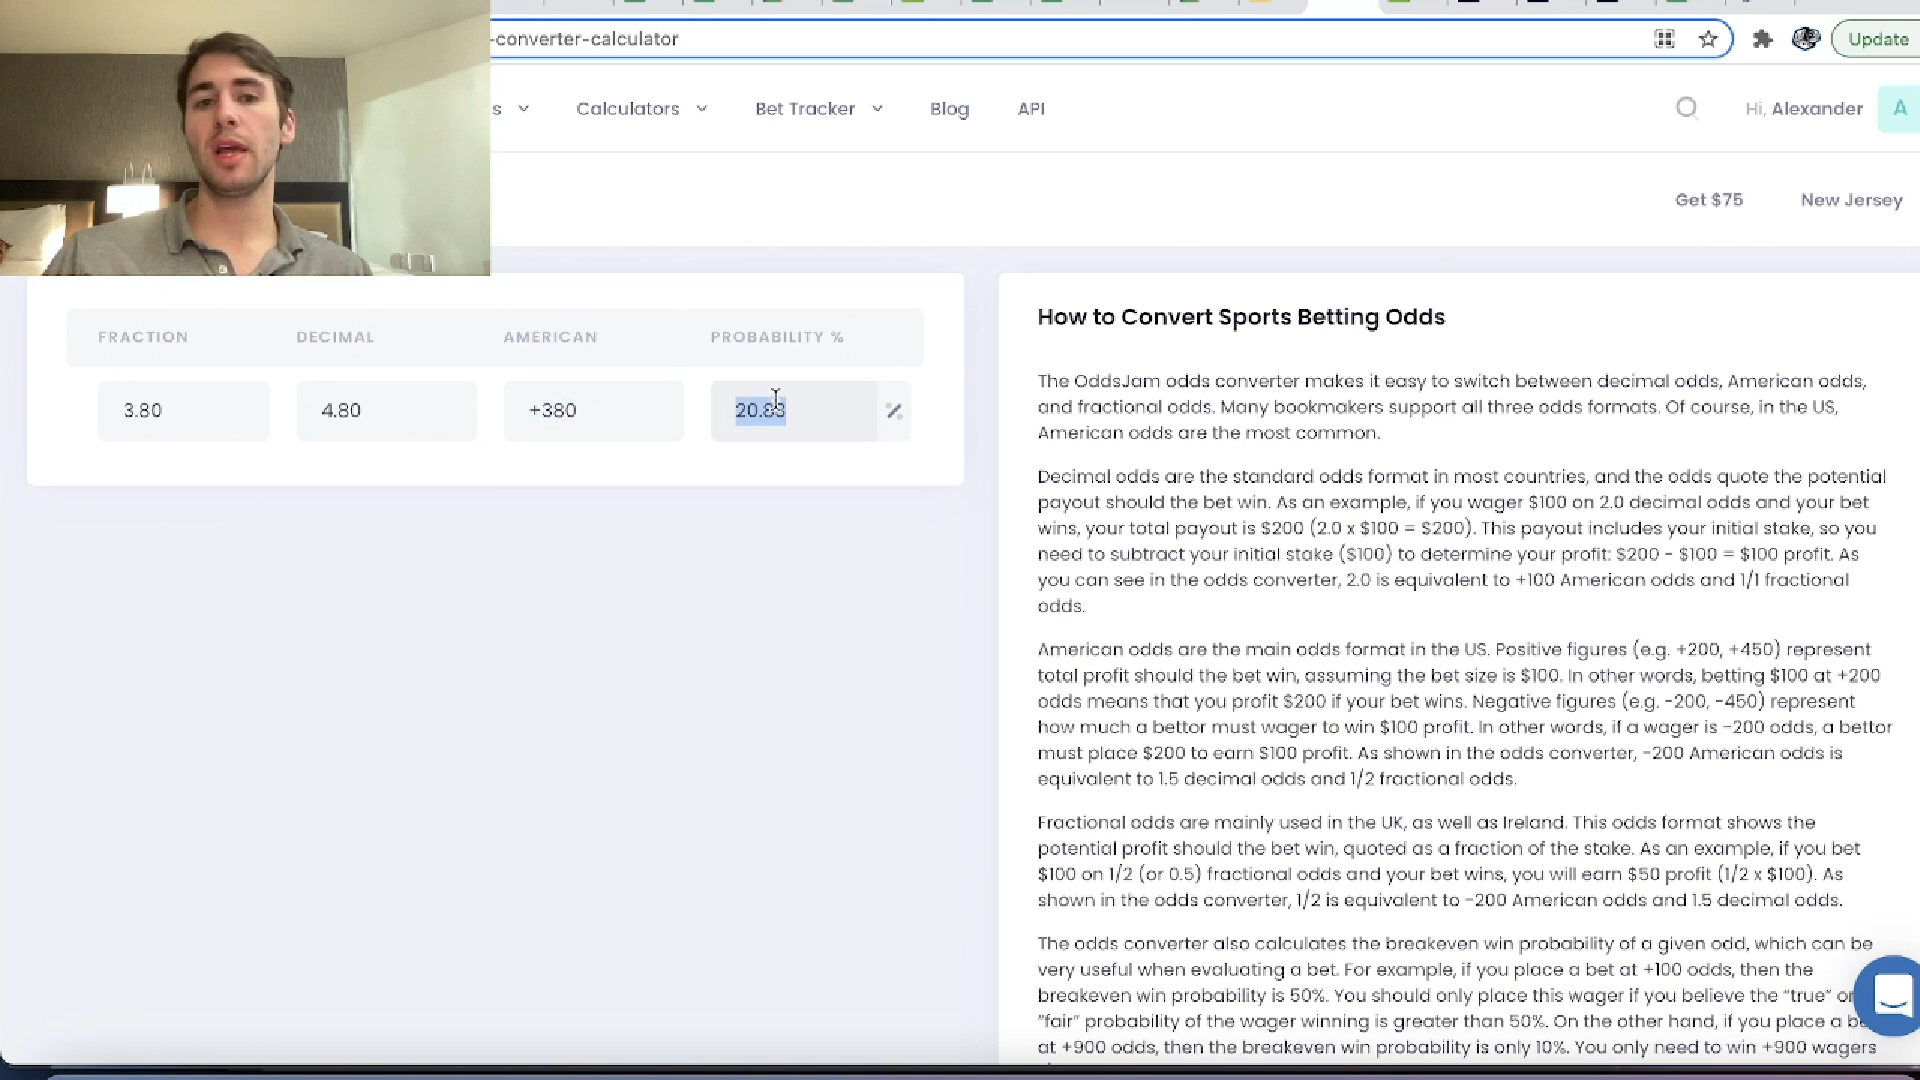 -converter-calculator
Update
s
Calculators
Bet Tracker
Blog
API
Hi, Alexander
A
Get $75
New Jersey
FRACTION
DECIMAL
AMERICAN
PROBABILITY %
3.80
4.80
+380
20.83
%
How to Convert Sports Betting Odds
The OddsJam odds converter makes it easy to switch between decimal odds, American odds,
and fractional odds. Many bookmakers support all three odds formats. Of course, in the US,
American odds are the most common.
Decimal odds are the standard odds format in most countries, and the odds quote the potential
payout should the bet win. As an example, if you wager $100 on 2.0 decimal odds and your bet
wins, your total payout is $200 (2.0 x $100 = $200). This payout includes your initial stake, so you
need to subtract your initial stake ($100) to determine your profit: $200 - $100 = $100 profit. As
you can see in the odds converter, 2.0 is equivalent to +100 American odds and 1/1 fractional
odds.
American odds are the main odds format in the US. Positive figures (e.g. +200, +450) represent
total profit should the bet win, assuming the bet size is $100. In other words, betting $100 at +200
odds means that you profit $200 if your bet wins. Negative figures (e.g. -200, -450) represent
how much a bettor must wager to win $100 profit. In other words, if a wager is -200 odds, a bettor
must place $200 to earn $100 profit. As shown in the odds converter, -200 American odds is
equivalent to 1.5 decimal odds and 1/2 fractional odds.
Fractional odds are mainly used in the UK, as well as Ireland. This odds format shows the
potential profit should the bet win, quoted as a fraction of the stake. As an example, if you bet
$100 on 1/2 (or 0.5) fractional odds and your bet wins, you will earn $50 profit (1/2 x $100). As
shown in the odds converter, 1/2 is equivalent to -200 American odds and 1.5 decimal odds.
The odds converter also calculates the breakeven win probability of a given odd, which can be
very useful when evaluating a bet. For example, if you place a bet at +100 odds, then the
breakeven win probability is 50%. You should only place this wager if you believe the "true" or
"fair" probability of the wager winning is greater than 50%. On the other hand, if you place a be
at +900 odds, then the breakeven win probability is only 10%. You only need to win +900 wagers